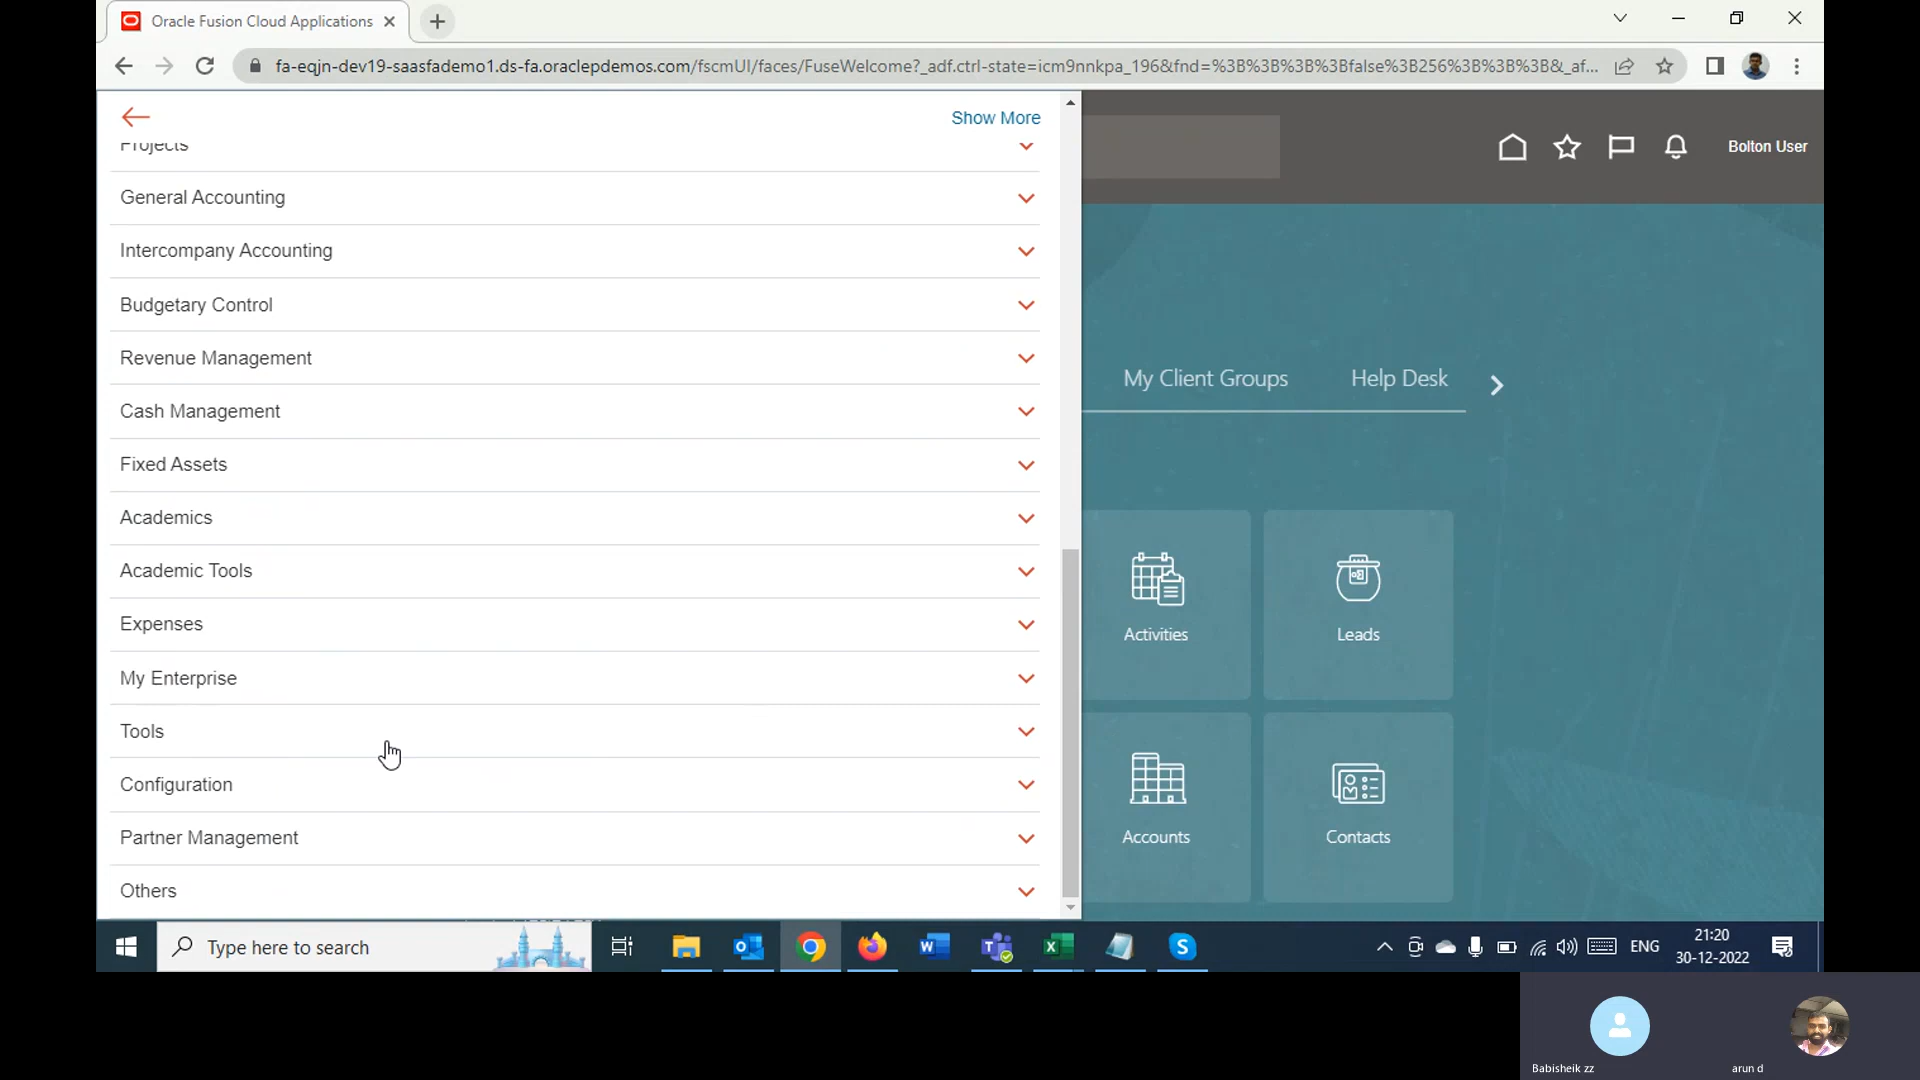 Oracle Fusion Cloud Applications
fa-eqjn-dev19-saasfademo1.ds-fa.oraclepdemos.com/fscmUI/faces/FuseWelcome?_adf.ctrl-state=icm9nnkpa_196&fnd=%3B%3B%3B%3Bfalse%3B256%3B%3B%3B&_af...
Show More
Projects
General Accounting
Intercompany Accounting
Budgetary Control
Revenue Management
Cash Management
Fixed Assets
Academics
Academic Tools
Expenses
My Enterprise
Tools
Configuration
Partner Management
Others
Bolton User
My Client Groups
Help Desk
Activities
Leads
Accounts
Contacts
Type here to search
ENG
21:20
30-12-2022
Babisheik zz
arun d